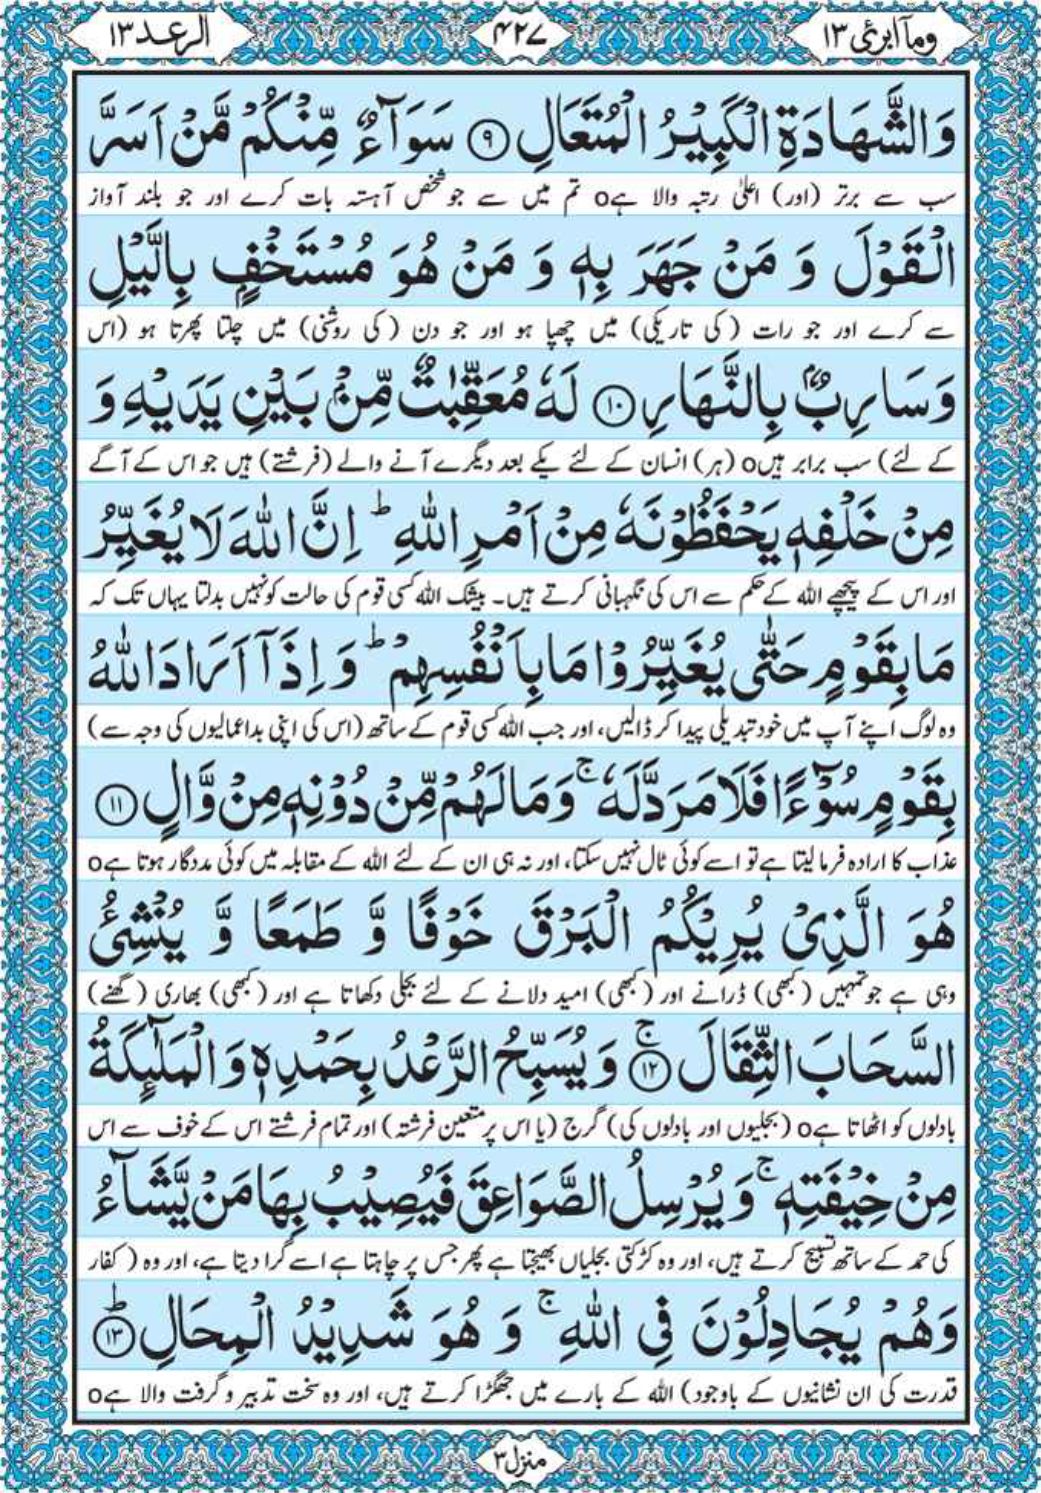 ومآ ابرئ ١٣
٤٢٧
الرعد ١٣
وَالشَّهَادَةِ الْكَبِيْرُ الْمُتَعَالِ ۹ سَوَآءٌ مِّنْكُمْ مَّنْ اَسَرَّ
سب سے برتر (اور) اعلیٰ رتبہ والا ہےo تم میں سے جو شخص آہستہ بات کرے اور جو بلند آواز
الْقَوْلَ وَ مَنْ جَهَرَ بِهٖ وَ مَنْ هُوَ مُسْتَخْفٍۭ بِالَّيْلِ
سے کرے اور جو رات (کی تاریکی) میں چھپا ہو اور جو دن (کی روشنی) میں چلتا پھرتا ہو (اس
وَسَارِبٌۢ بِالنَّهَارِ ۱۰ لَهٗ مُعَقِّبٰتٌ مِّنْۢ بَيْنِ يَدَيْهِ وَ
کے لئے) سب برابر ہیںo (ہر) انسان کے لئے یکے بعد دیگرے آنے والے (فرشتے) ہیں جو اس کے آگے
مِنْ خَلْفِهٖ يَحْفَظُوْنَهٗ مِنْ اَمْرِ اللّٰهِ ؕ اِنَّ اللّٰهَ لَا يُغَيِّرُ
اور اس کے پیچھے اللہ کے حکم سے اس کی نگہبانی کرتے ہیں۔ بیشک اللہ کسی قوم کی حالت کو نہیں بدلتا یہاں تک کہ
مَا بِقَوْمٍ حَتّٰى يُغَيِّرُوْا مَا بِاَنْفُسِهِمْ ؕ وَ اِذَاۤ اَرَادَ اللّٰهُ
وہ لوگ اپنے آپ میں خود تبدیلی پیدا کر ڈالیں، اور جب اللہ کسی قوم کے ساتھ (اس کی اپنی بداعمالیوں کی وجہ سے)
بِقَوْمٍ سُوْٓءًا فَلَا مَرَدَّ لَهٗ ۚ وَمَا لَهُمْ مِّنْ دُوْنِهٖ مِنْ وَّالٍ ۱۱
عذاب کا ارادہ فرما لیتا ہے تو اسے کوئی ٹال نہیں سکتا، اور نہ ہی ان کے لئے اللہ کے مقابلہ میں کوئی مددگار ہوتا ہےo
هُوَ الَّذِيْ يُرِيْكُمُ الْبَرْقَ خَوْفًا وَّ طَمَعًا وَّ يُنْشِئُ
وہی ہے جو تمہیں (کبھی) ڈرانے اور (کبھی) امید دلانے کے لئے بجلی دکھاتا ہے اور (کبھی) بھاری (گھنے)
السَّحَابَ الثِّقَالَ ۚ۱۲ وَ يُسَبِّحُ الرَّعْدُ بِحَمْدِهٖ وَ الْمَلٰٓئِكَةُ
بادلوں کو اٹھاتا ہےo (بجلیوں اور بادلوں کی) گرج (یا اس پر متعین فرشتہ) اور تمام فرشتے اس کے خوف سے اس
مِنْ خِيْفَتِهٖ ۚ وَ يُرْسِلُ الصَّوَاعِقَ فَيُصِيْبُ بِهَا مَنْ يَّشَآءُ
کی حمد کے ساتھ تسبیح کرتے ہیں، اور وہ کڑکتی بجلیاں بھیجتا ہے پھر جس پر چاہتا ہے اسے گرا دیتا ہے، اور وہ (کفار
وَهُمْ يُجَادِلُوْنَ فِي اللّٰهِ ۚ وَ هُوَ شَدِيْدُ الْمِحَالِ ؕ۱۳
قدرت کی ان نشانیوں کے باوجود) اللہ کے بارے میں جھگڑا کرتے ہیں، اور وہ سخت تدبیر و گرفت والا ہےo
منزل ٣